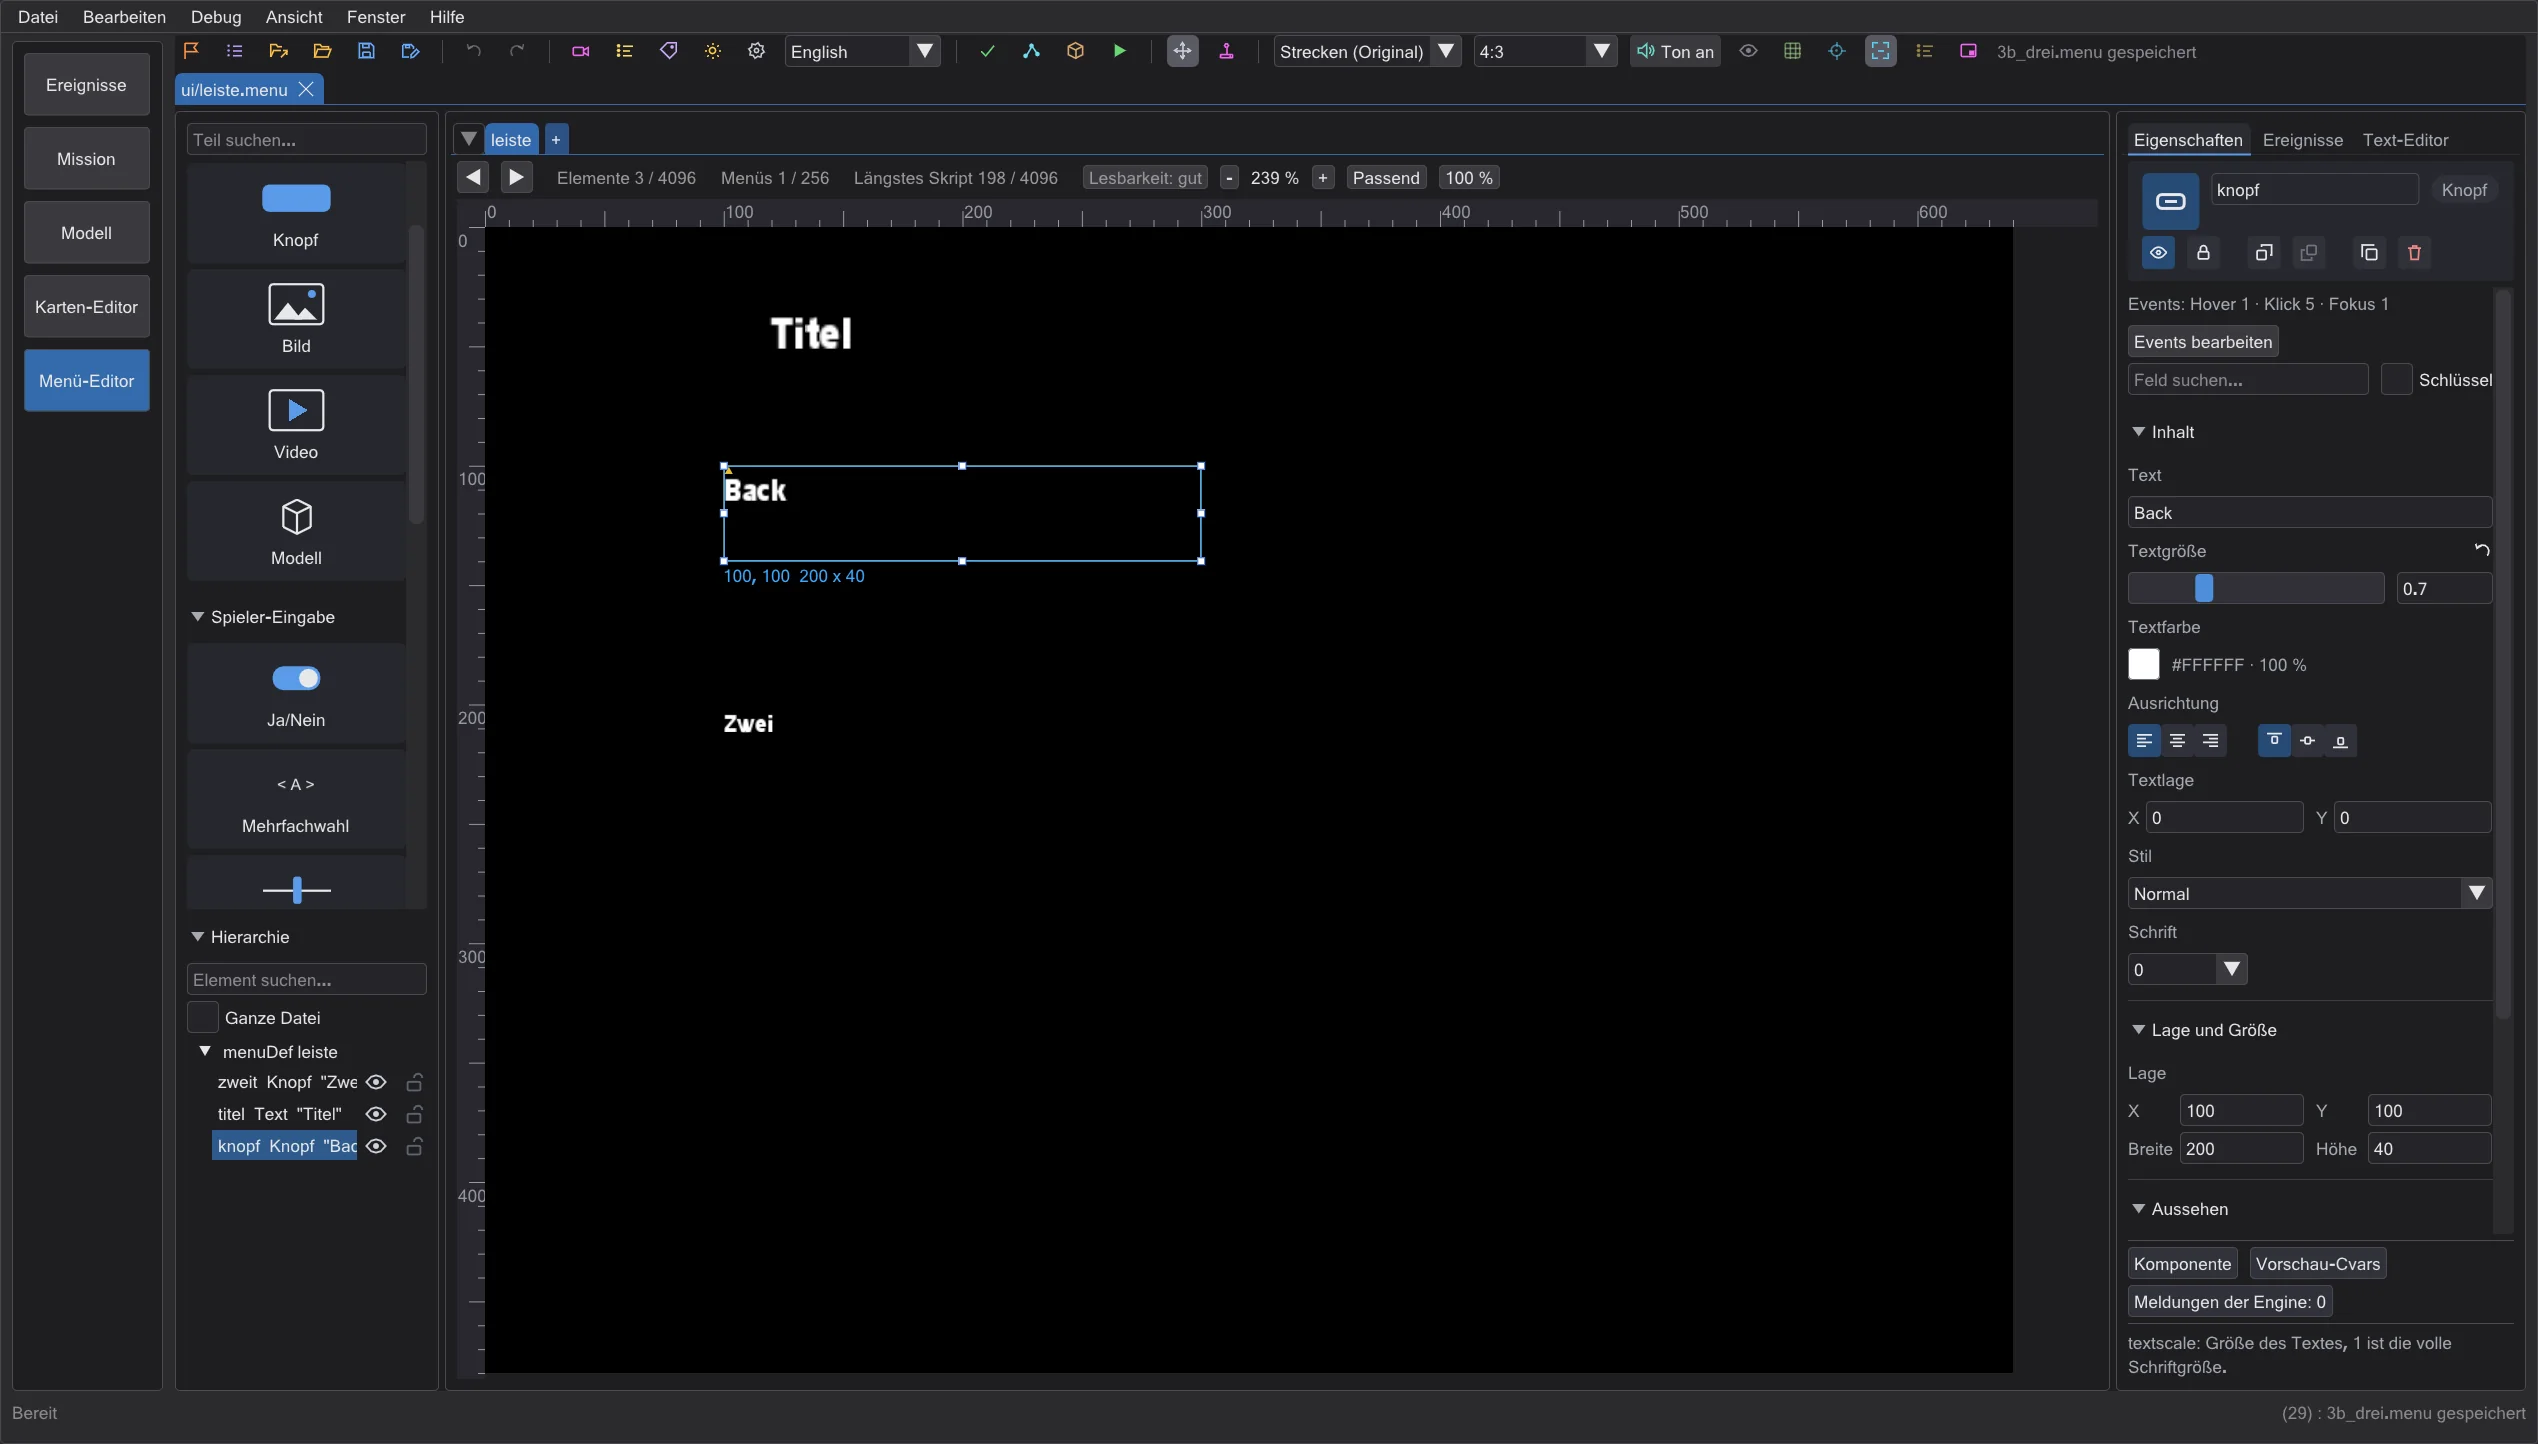 Datei Bearbeiten Debug Ansicht Fenster Hilfe
English
Strecken (Original)
4:3
Ton an
3b_drei.menu gespeichert
ui/leiste.menu
Ereignisse
Mission
Modell
Karten-Editor
Menü-Editor
Teil suchen...
Knopf
Bild
Video
Modell
Spieler-Eingabe
Ja/Nein
< A >
Mehrfachwahl
Hierarchie
Element suchen...
Ganze Datei
menuDef leiste
zweit Knopf "Zwe
titel Text "Titel"
knopf Knopf "Bac
leiste +
Elemente 3 / 4096 Menüs 1 / 256 Längstes Skript 198 / 4096 Lesbarkeit: gut - 239 % + Passend 100 %
0 100 200 300 400 500 600
0
100
200
300
400
Titel
Back
100, 100 200 x 40
Zwei
Eigenschaften Ereignisse Text-Editor
knopf Knopf
Events: Hover 1 · Klick 5 · Fokus 1
Events bearbeiten
Feld suchen... Schlüssel
Inhalt
Text
Back
Textgröße
0.7
Textfarbe
#FFFFFF · 100 %
Ausrichtung
Textlage
X 0 Y 0
Stil
Normal
Schrift
0
Lage und Größe
Lage
X 100 Y 100
Breite 200 Höhe 40
Aussehen
Komponente Vorschau-Cvars
Meldungen der Engine: 0
textscale: Größe des Textes, 1 ist die volle
Schriftgröße.
Bereit
(29) : 3b_drei.menu gespeichert